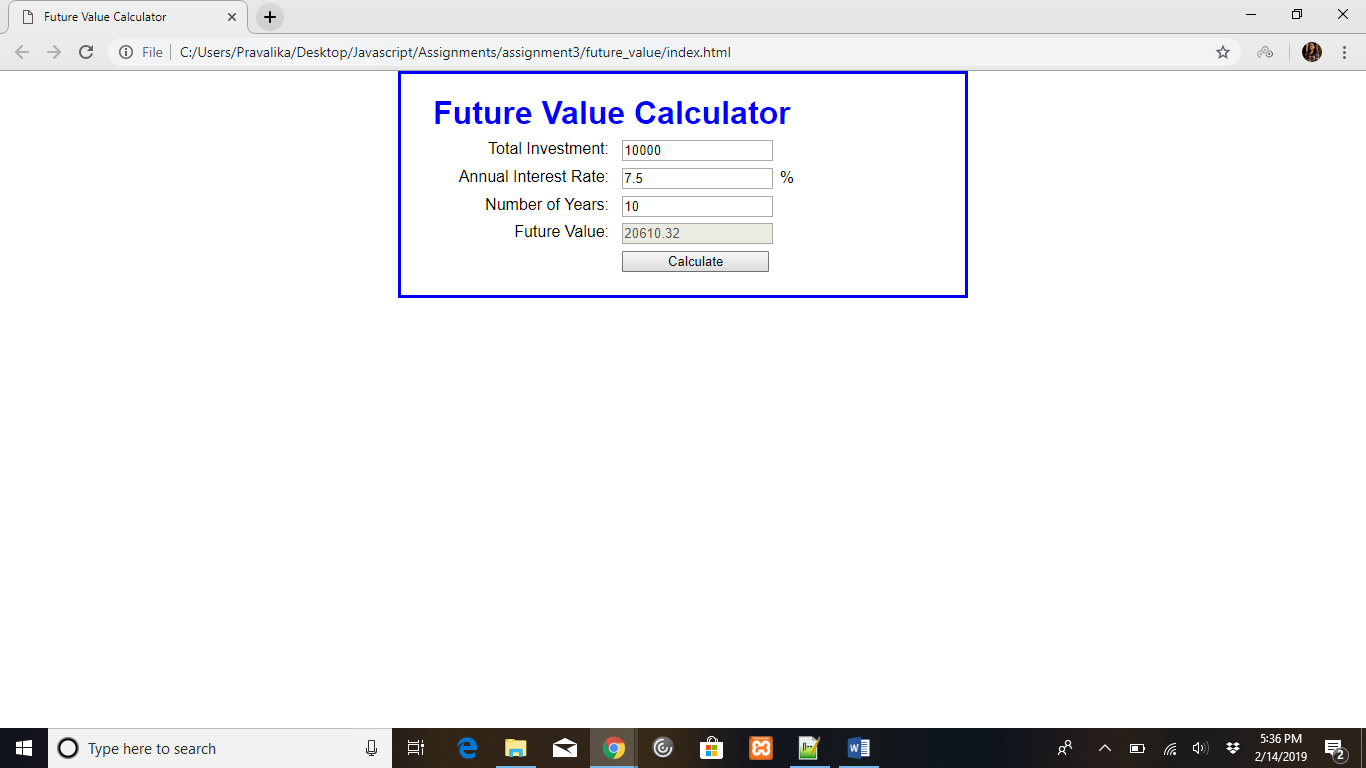 Future Value Calculator
File C:/Users/Pravalika/Desktop/Javascript/Assignments/assignment3/future_value/index.html
Future Value Calculator
Total Investment: 10000
Annual Interest Rate: 7.5 %
Number of Years: 10
Future Value: 20610.32
Calculate
Type here to search
5:36 PM
2/14/2019
2